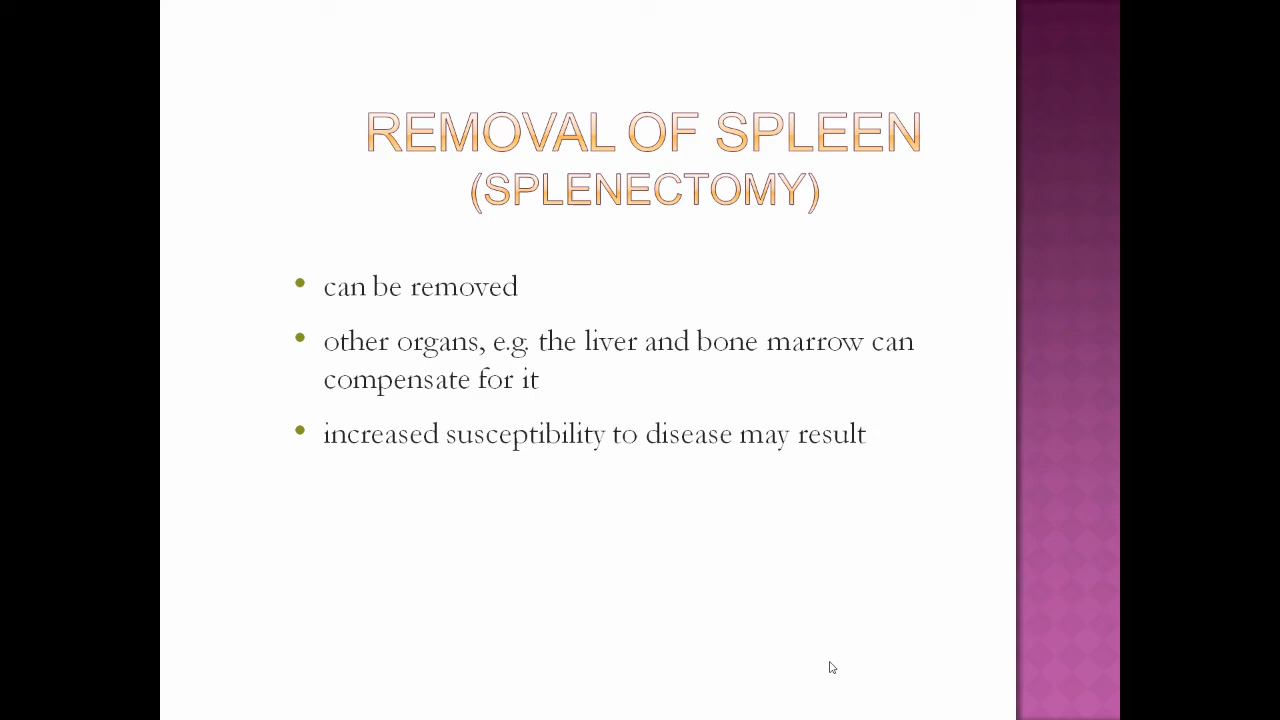 REMOVAL OF SPLEEN
(SPLENECTOMY)
• can be removed
• other organs, e.g. the liver and bone marrow can
compensate for it
• increased susceptibility to disease may result